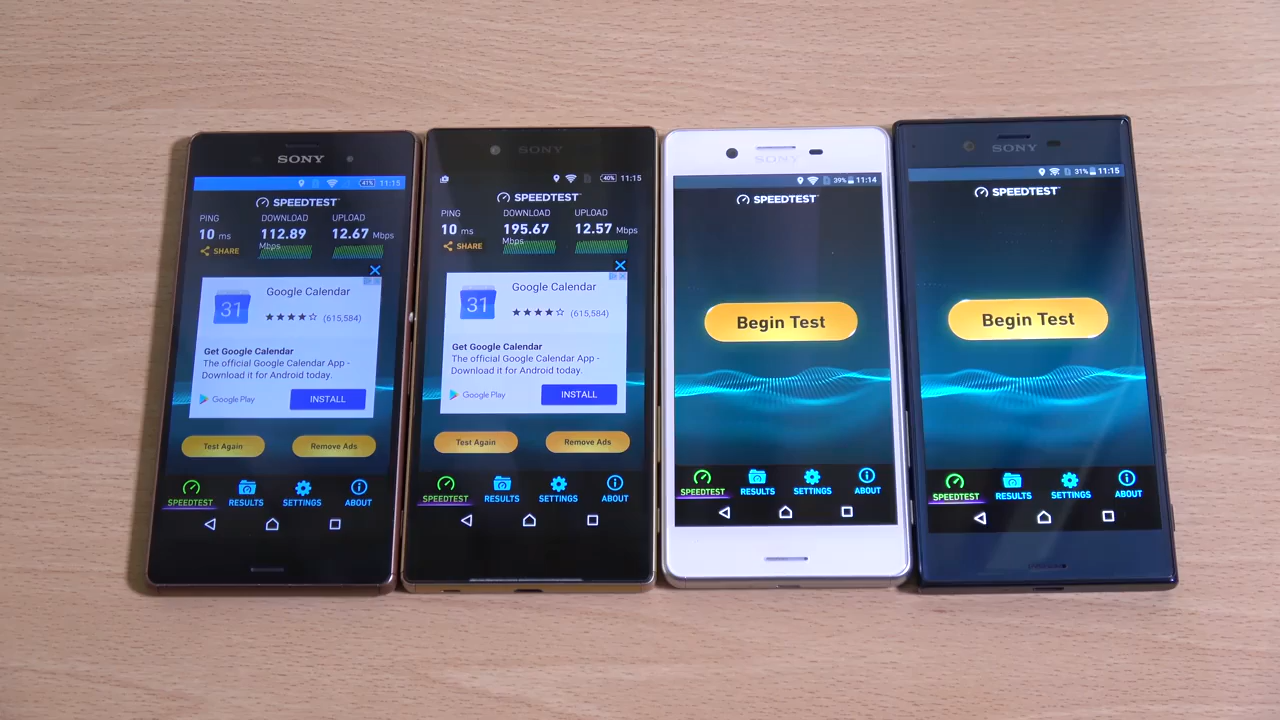 SONY
41% 11:15
SPEEDTEST
PING DOWNLOAD UPLOAD
10 ms 112.89 Mbps 12.67 Mbps
SHARE
31
Google Calendar
(615,584)
Get Google Calendar
The official Google Calendar App -
Download it for Android today.
Google Play INSTALL
Test Again Remove Ads
SPEEDTEST RESULTS SETTINGS ABOUT
SONY
40% 11:15
SPEEDTEST
PING DOWNLOAD UPLOAD
10 ms 195.67 Mbps 12.57 Mbps
SHARE
31
Google Calendar
(615,584)
Get Google Calendar
The official Google Calendar App -
Download it for Android today.
Google Play INSTALL
Test Again Remove Ads
SPEEDTEST RESULTS SETTINGS ABOUT
SONY
39% 11:14
SPEEDTEST
Begin Test
SPEEDTEST RESULTS SETTINGS ABOUT
SONY
31% 11:15
SPEEDTEST
Begin Test
SPEEDTEST RESULTS SETTINGS ABOUT